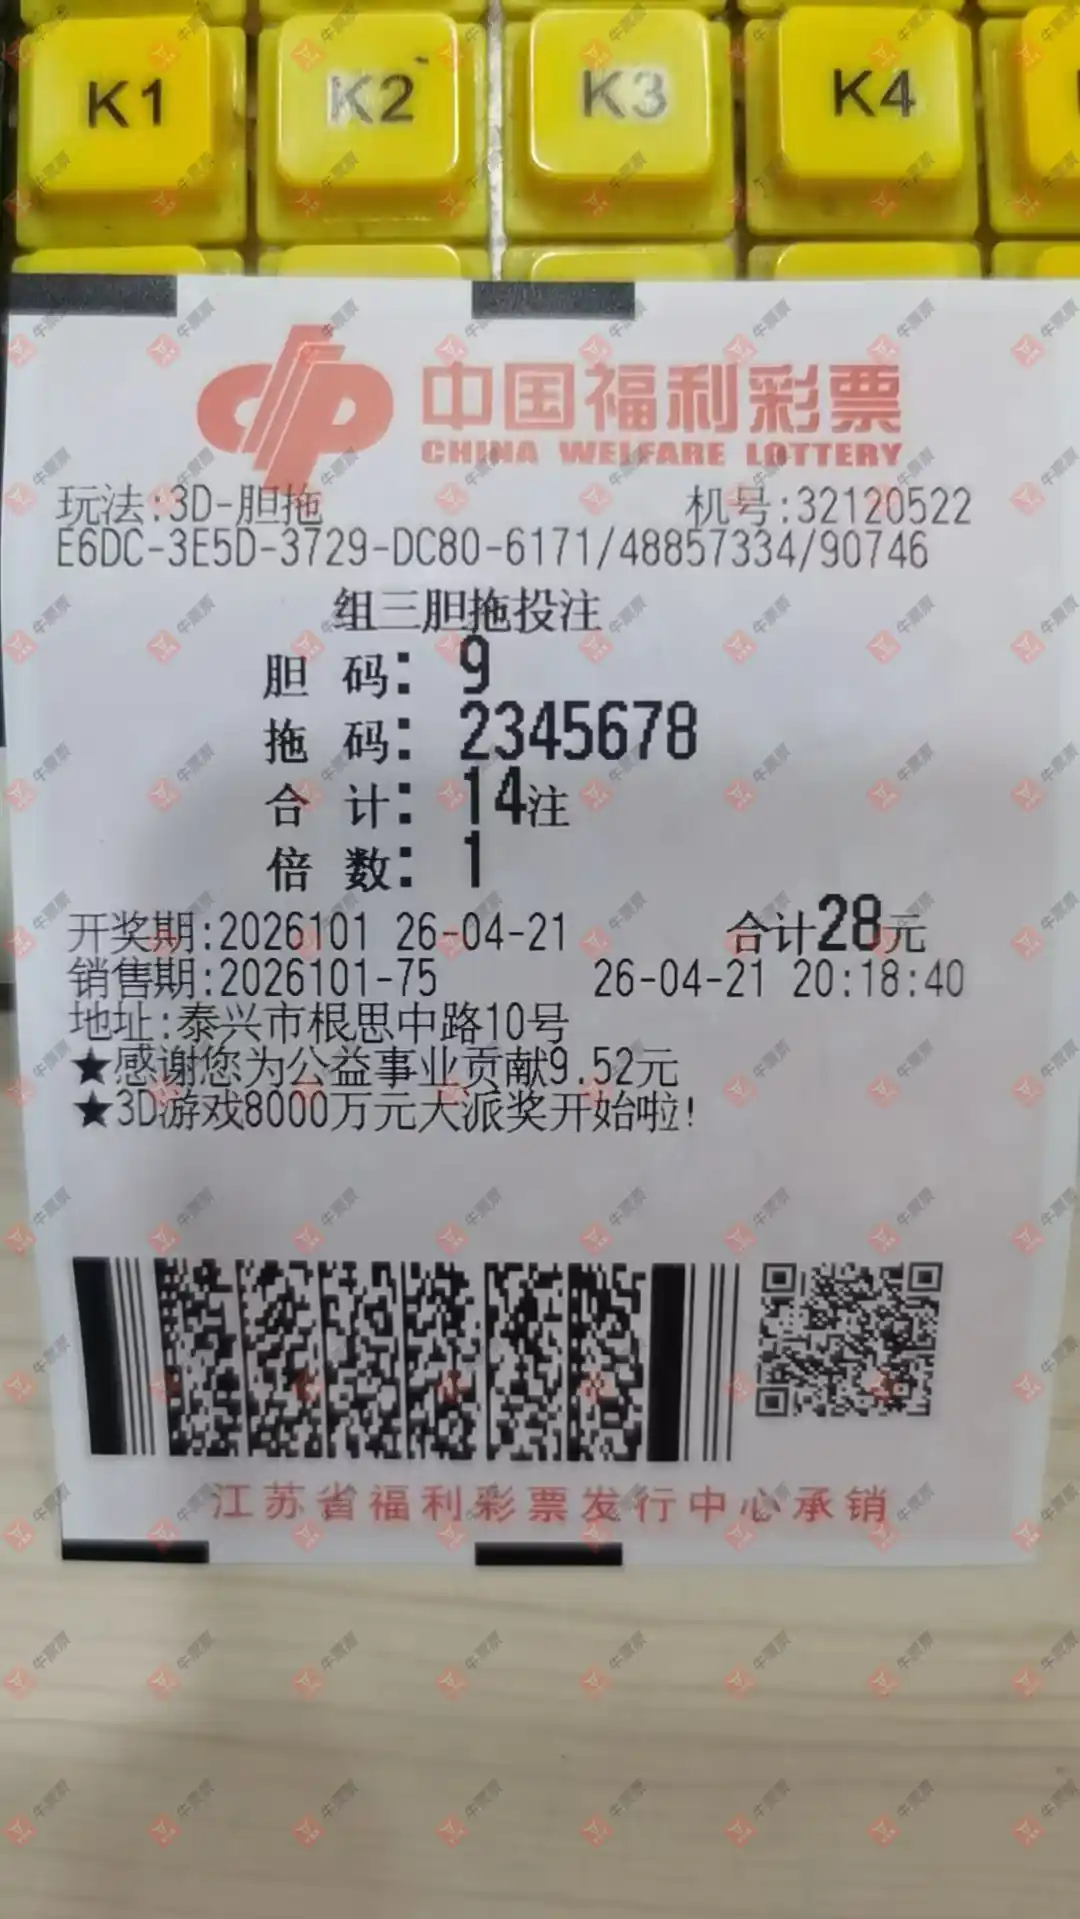 K1 K2 K3 K4
中国福利彩票
CHINA WELFARE LOTTERY
玩法:3D-胆拖 机号:32120522
E6DC-3E5D-3729-DC80-6171/48857334/90746
组三胆拖投注
胆 码: 9
拖 码: 2345678
合 计: 14注
倍 数: 1
开奖期:2026101 26-04-21 合计28元
销售期:2026101-75 26-04-21 20:18:40
地址:泰兴市根思中路10号
★感谢您为公益事业贡献9.52元
★3D游戏8000万元大派奖开始啦!
江苏省福利彩票发行中心承销
牛票票